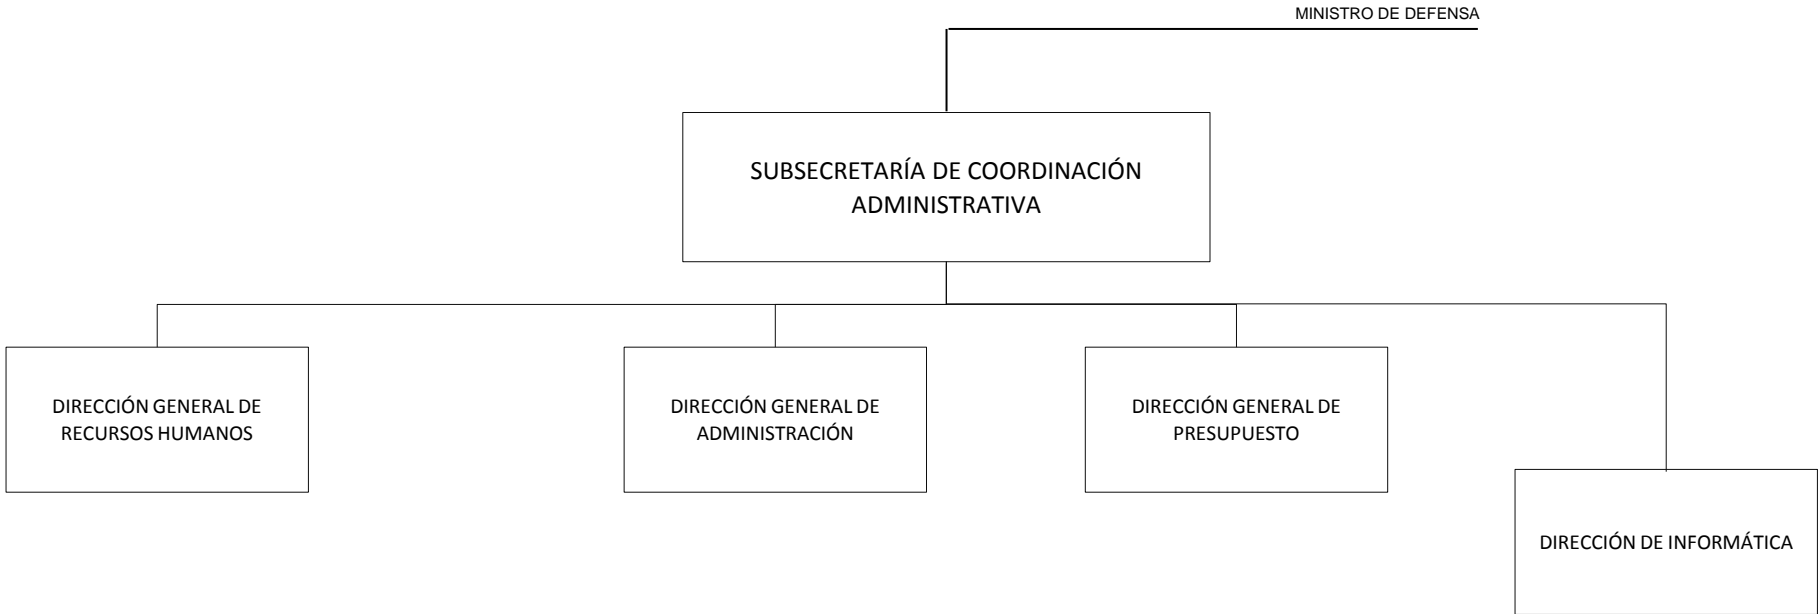 MINISTRO DE DEFENSA
SUBSECRETARÍA DE COORDINACIÓN
ADMINISTRATIVA
DIRECCIÓN GENERAL DE
RECURSOS HUMANOS
DIRECCIÓN GENERAL DE
ADMINISTRACIÓN
DIRECCIÓN GENERAL DE
PRESUPUESTO
DIRECCIÓN DE INFORMÁTICA